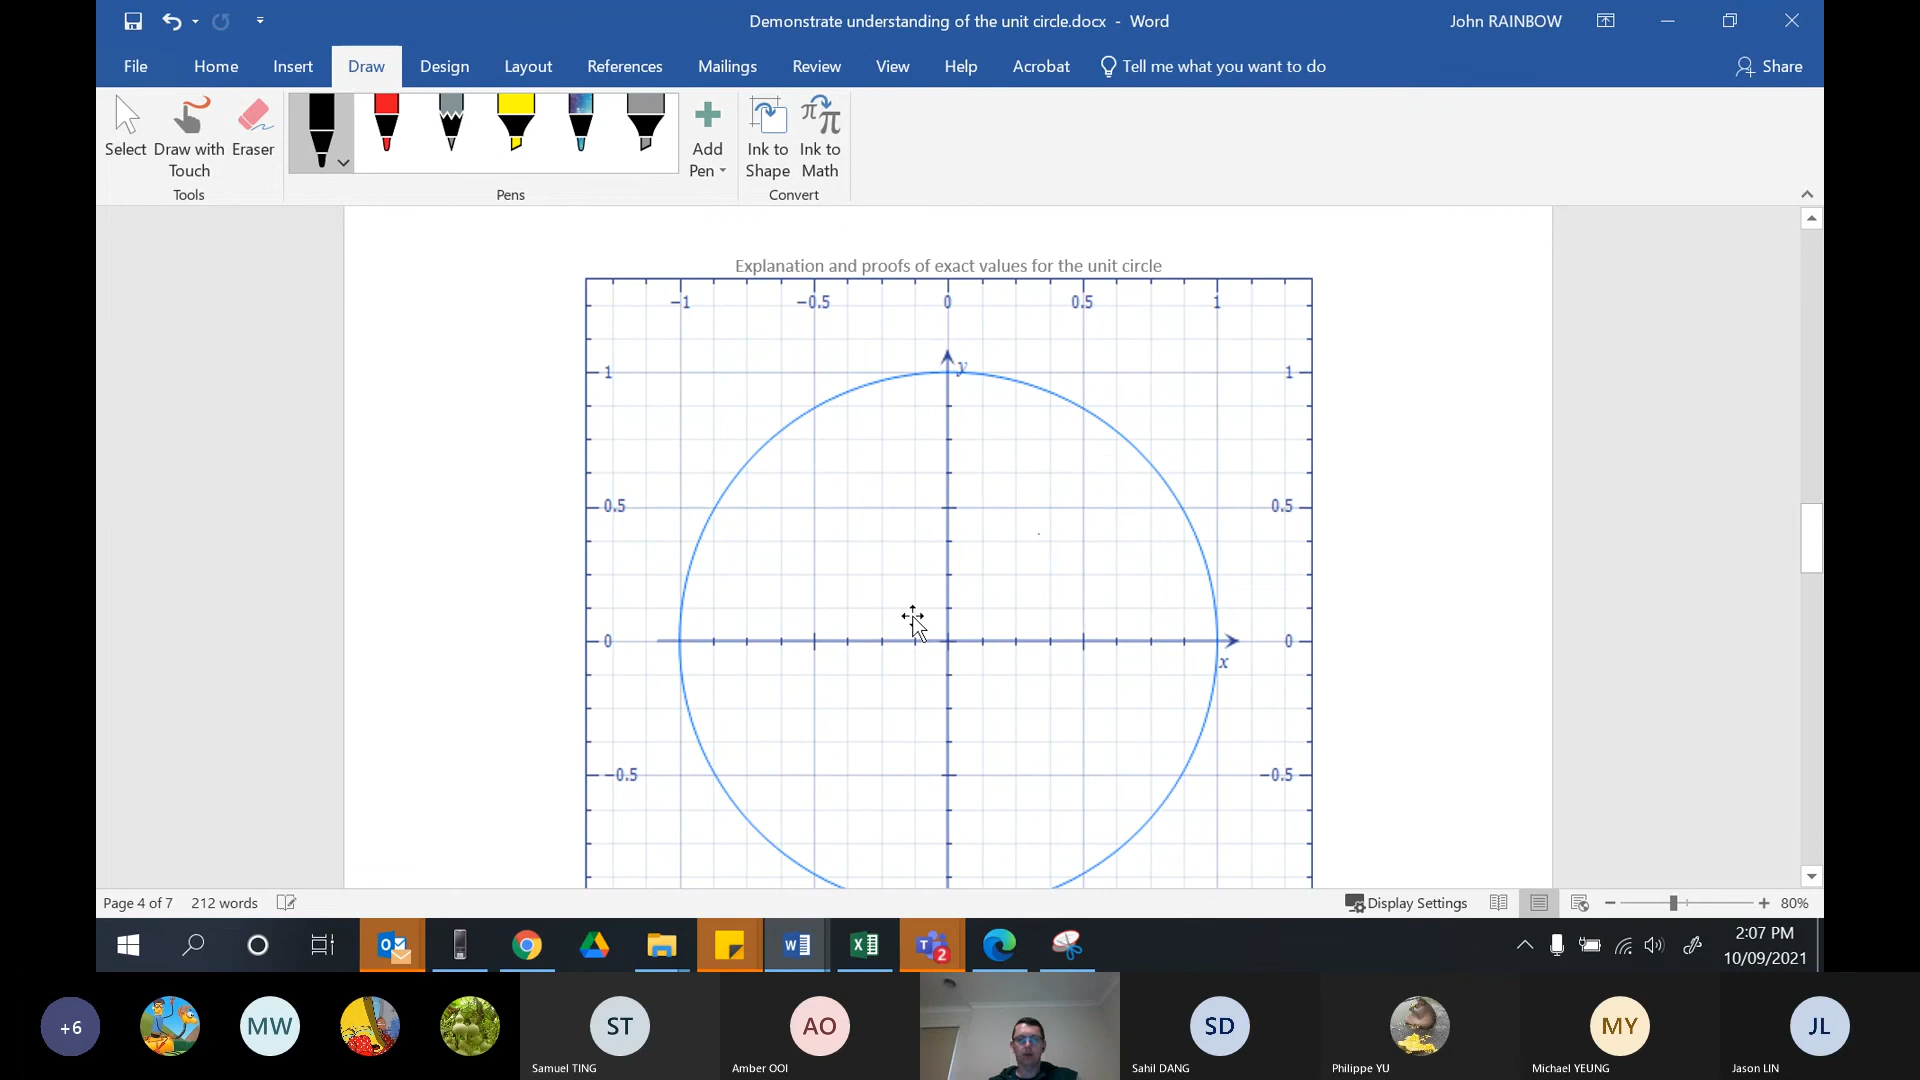 Demonstrate understanding of the unit circle.docx - Word
John RAINBOW
File Home Insert Draw Design Layout References Mailings Review View Help Acrobat Tell me what you want to do Share
Select
Draw with Touch
Eraser
Add Pen
Ink to Shape
Ink to Math
Tools Pens Convert
Explanation and proofs of exact values for the unit circle
−1 −0.5 0 0.5 1
y
1 1
0.5 0.5
0 0
x
−0.5 −0.5
Page 4 of 7 212 words Display Settings 80%
2
2:07 PM
10/09/2021
+6 MW ST AO SD MY JL
Samuel TING Amber OOI Sahil DANG Philippe YU Michael YEUNG Jason LIN